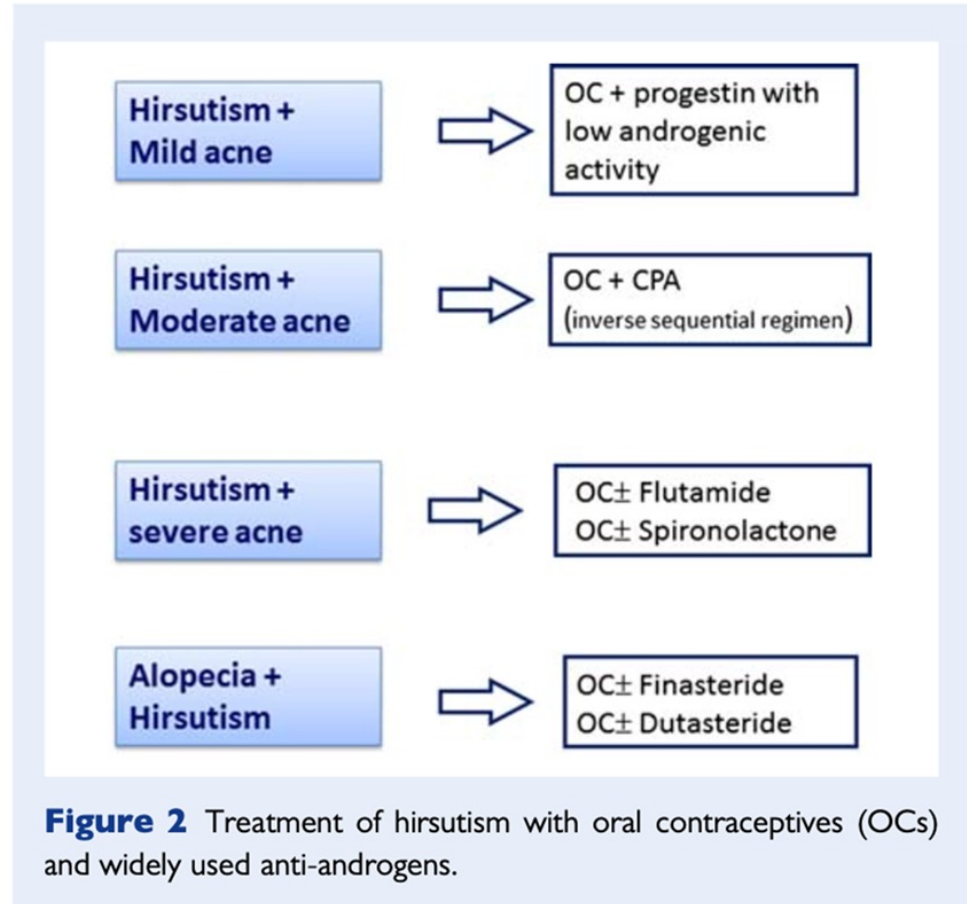 Hirsutism +
Mild acne
OC + progestin with
low androgenic
activity
Hirsutism +
Moderate acne
OC + CPA
(inverse sequential regimen)
Hirsutism +
severe acne
OC± Flutamide
OC± Spironolactone
Alopecia +
Hirsutism
OC± Finasteride
OC± Dutasteride
Figure 2 Treatment of hirsutism with oral contraceptives (OCs)
and widely used anti-androgens.